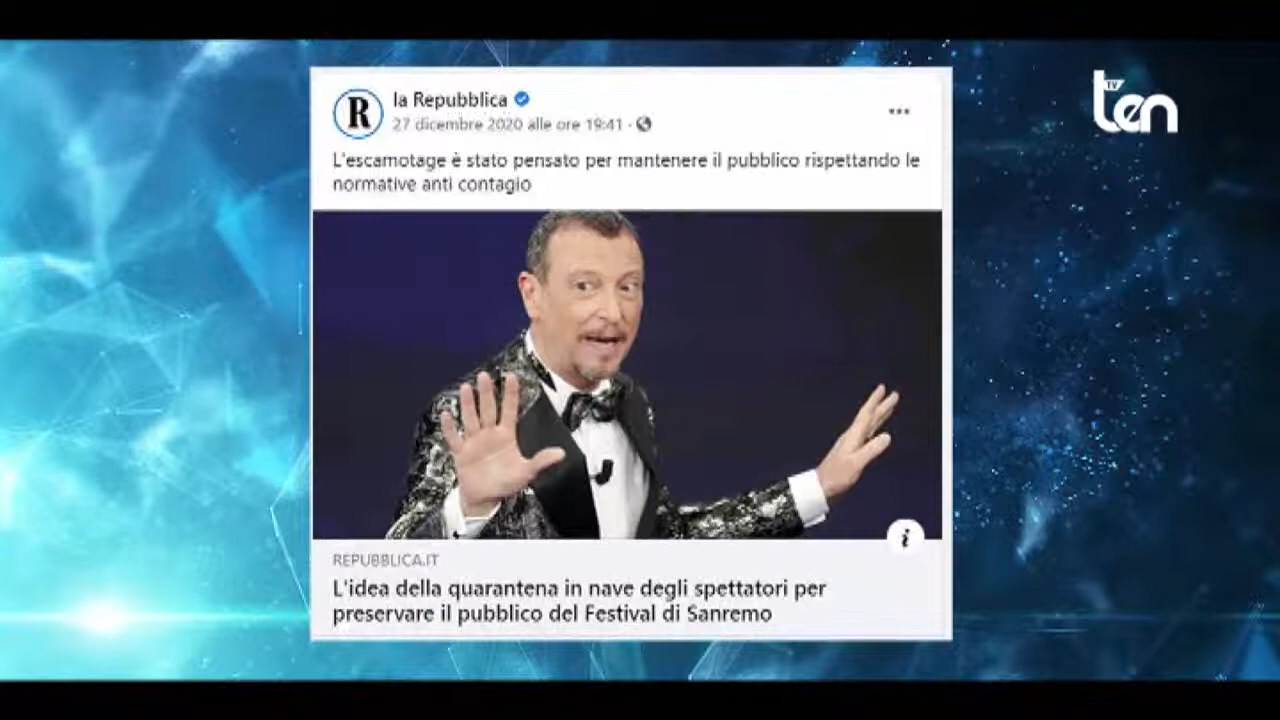 la Repubblica
27 dicembre 2020 alle ore 19:41 ·
L'escamotage è stato pensato per mantenere il pubblico rispettando le
normative anti contagio
REPUBBLICA.IT
L'idea della quarantena in nave degli spettatori per
preservare il pubblico del Festival di Sanremo
R
i
ten
TV